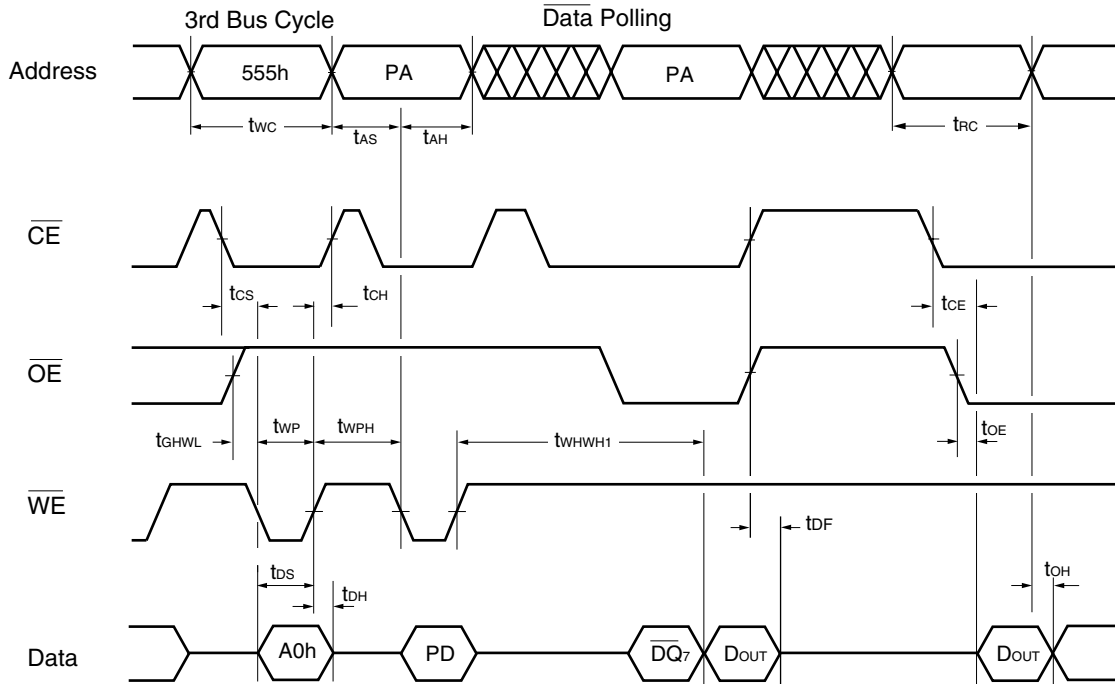 3rd Bus Cycle Data Polling
Address 555h PA PA
tWC tAS tAH tRC
CE
tCS tCH tCE
OE
tGHWL tWP tWPH tWHWH1 tOE
WE
tDF
tDS tDH tOH
Data A0h PD DQ7 DOUT DOUT